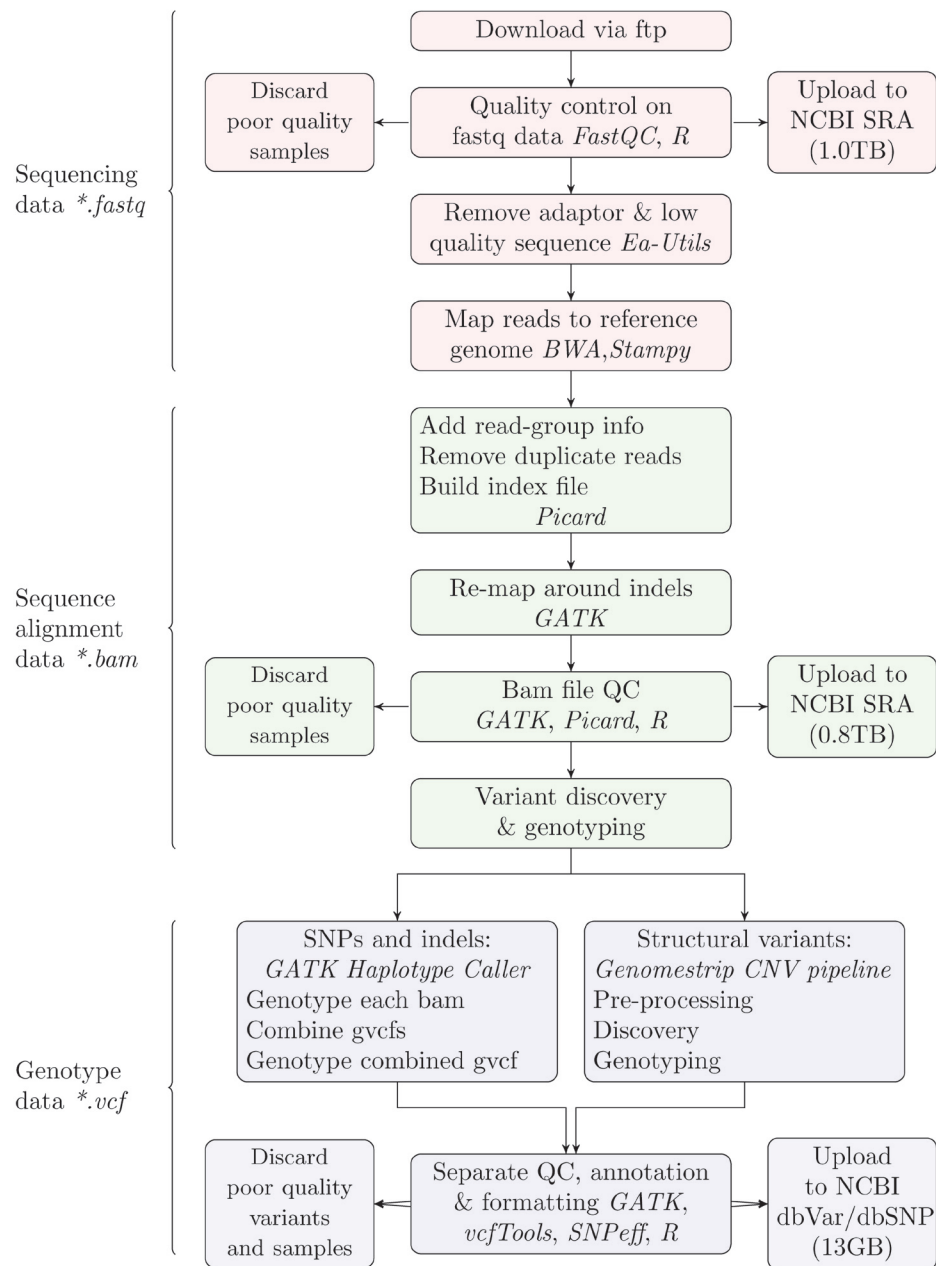 Download via ftp
Discard
poor quality
samples
Quality control on
fastq data FastQC, R
Upload to
NCBI SRA
(1.0TB)
Sequencing
data *.fastq
Remove adaptor & low
quality sequence Ea-Utils
Map reads to reference
genome BWA,Stampy
Add read-group info
Remove duplicate reads
Build index file
Picard
Sequence
alignment
data *.bam
Re-map around indels
GATK
Discard
poor quality
samples
Bam file QC
GATK, Picard, R
Upload to
NCBI SRA
(0.8TB)
Variant discovery
& genotyping
SNPs and indels:
GATK Haplotype Caller
Genotype each bam
Combine gvcfs
Genotype combined gvcf
Structural variants:
Genomestrip CNV pipeline
Pre-processing
Discovery
Genotyping
Genotype
data *.vcf
Discard
poor quality
variants
and samples
Separate QC, annotation
& formatting GATK,
vcfTools, SNPeff, R
Upload
to NCBI
dbVar/dbSNP
(13GB)